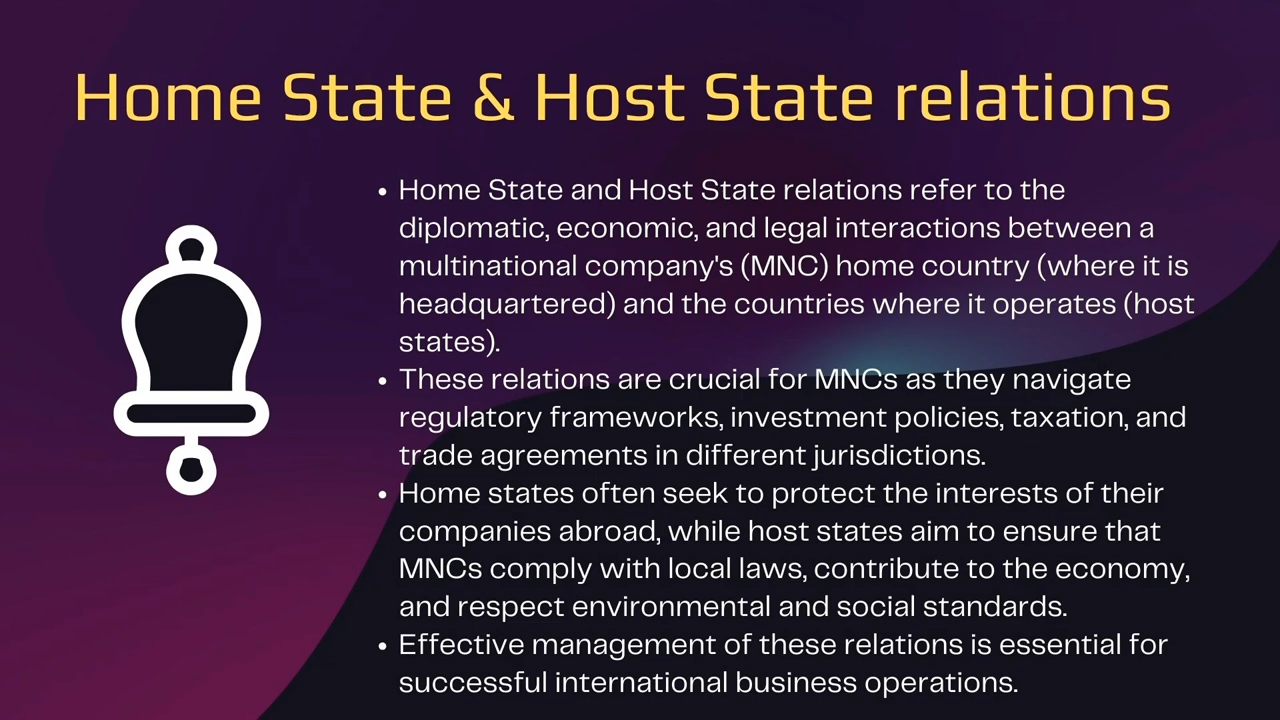 Home State & Host State relations
• Home State and Host State relations refer to the
diplomatic, economic, and legal interactions between a
multinational company's (MNC) home country (where it is
headquartered) and the countries where it operates (host
states).
• These relations are crucial for MNCs as they navigate
regulatory frameworks, investment policies, taxation, and
trade agreements in different jurisdictions.
• Home states often seek to protect the interests of their
companies abroad, while host states aim to ensure that
MNCs comply with local laws, contribute to the economy,
and respect environmental and social standards.
• Effective management of these relations is essential for
successful international business operations.